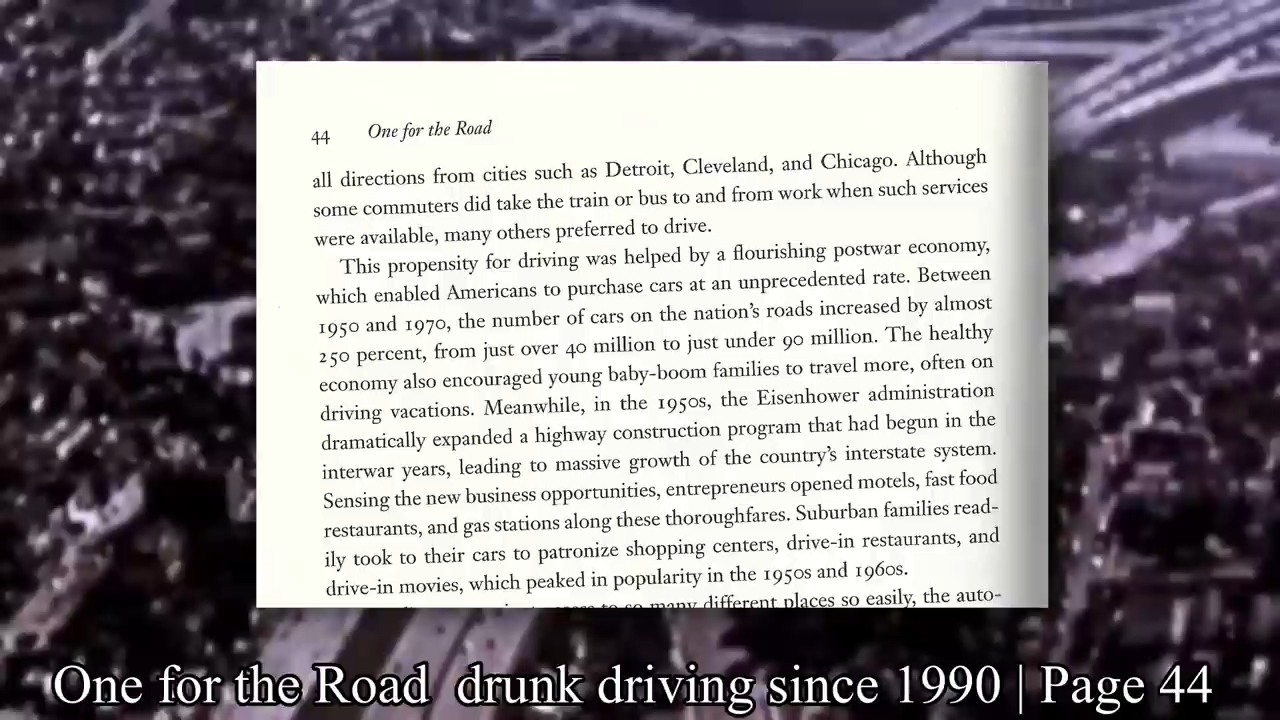 44 One for the Road
all directions from cities such as Detroit, Cleveland, and Chicago. Although
some commuters did take the train or bus to and from work when such services
were available, many others preferred to drive.
This propensity for driving was helped by a flourishing postwar economy,
which enabled Americans to purchase cars at an unprecedented rate. Between
1950 and 1970, the number of cars on the nation's roads increased by almost
250 percent, from just over 40 million to just under 90 million. The healthy
economy also encouraged young baby-boom families to travel more, often on
driving vacations. Meanwhile, in the 1950s, the Eisenhower administration
dramatically expanded a highway construction program that had begun in the
interwar years, leading to massive growth of the country's interstate system.
Sensing the new business opportunities, entrepreneurs opened motels, fast food
restaurants, and gas stations along these thoroughfares. Suburban families read-
ily took to their cars to patronize shopping centers, drive-in restaurants, and
drive-in movies, which peaked in popularity in the 1950s and 1960s.
to so many different places so easily, the auto-
One for the Road drunk driving since 1990 | Page 44